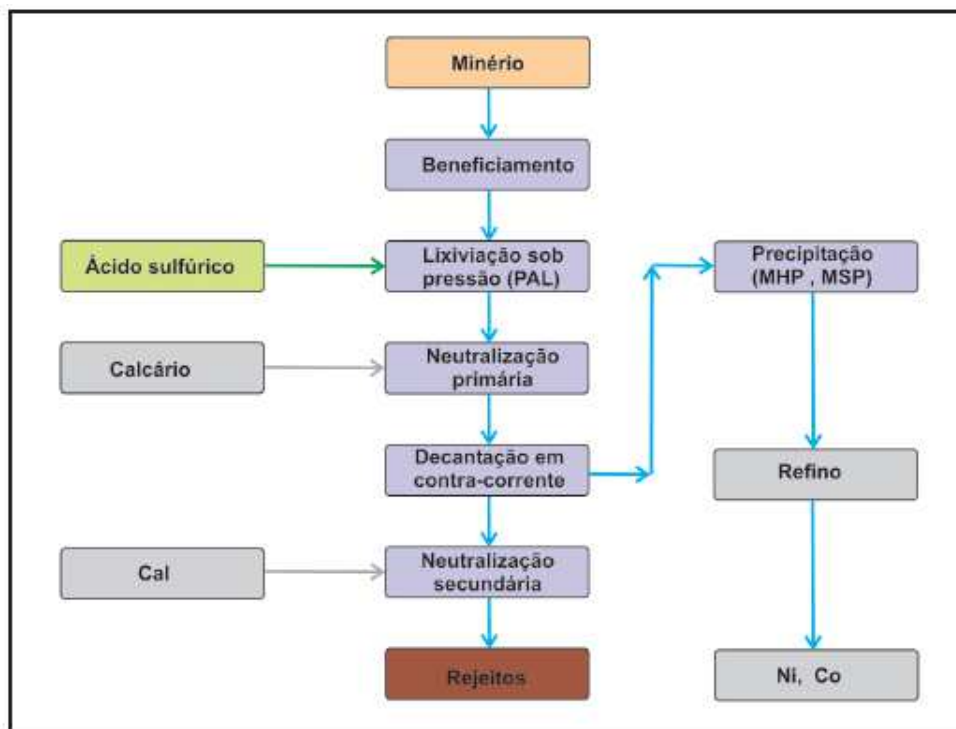 Minério
Beneficiamento
Ácido sulfúrico
Lixiviação sob
pressão (PAL)
Precipitação
(MHP , MSP)
Calcário
Neutralização
primária
Decantação em
contra-corrente
Refino
Cal
Neutralização
secundária
Rejeitos
Ni, Co